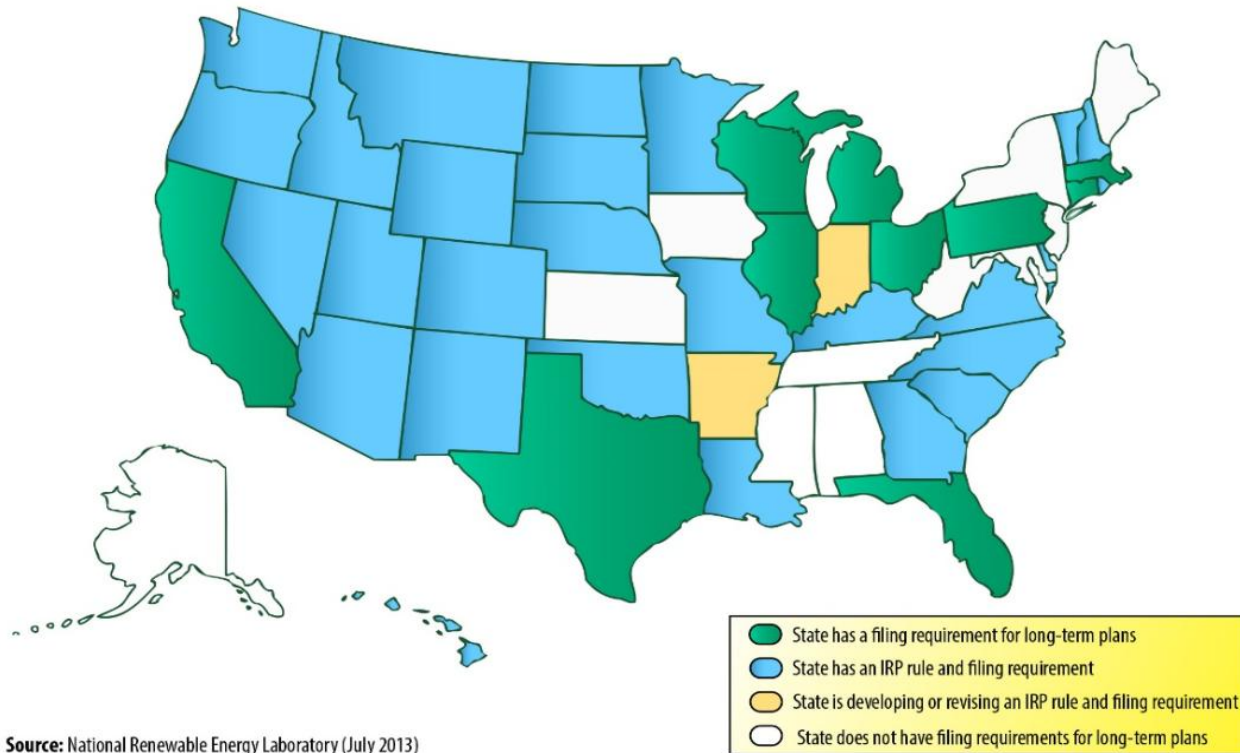 State has a filing requirement for long-term plans
State has an IRP rule and filing requirement
State is developing or revising an IRP rule and filing requirement
State does not have filing requirements for long-term plans
Source: National Renewable Energy Laboratory (July 2013)